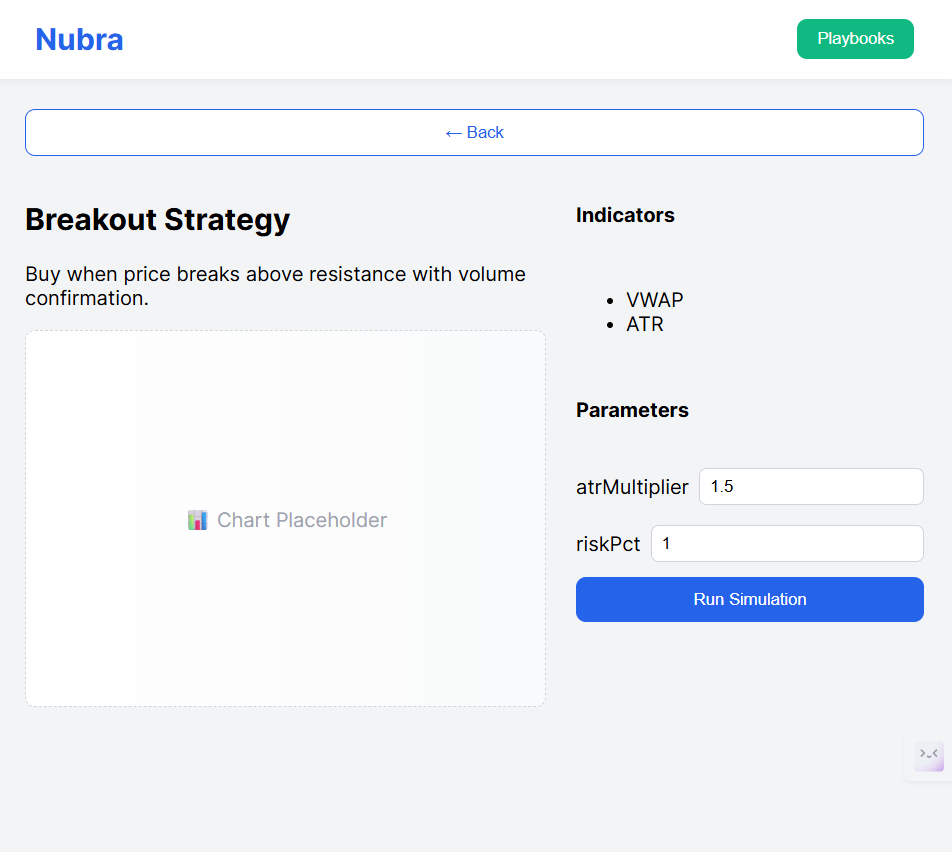 Nubra
Playbooks
← Back
Breakout Strategy
Buy when price breaks above resistance with volume
confirmation.
Chart Placeholder
Indicators
• VWAP
• ATR
Parameters
atrMultiplier 1.5
riskPct 1
Run Simulation